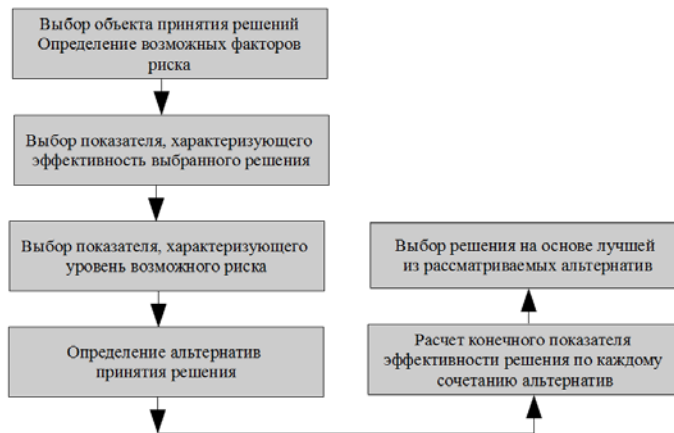 Выбор объекта принятия решений
Определение возможных факторов
риска
Выбор показателя, характеризующего
эффективность выбранного решения
Выбор показателя, характеризующего
уровень возможного риска
Определение альтернатив
принятия решения
Расчет конечного показателя
эффективности решения по каждому
сочетанию альтернатив
Выбор решения на основе лучшей
из рассматриваемых альтернатив